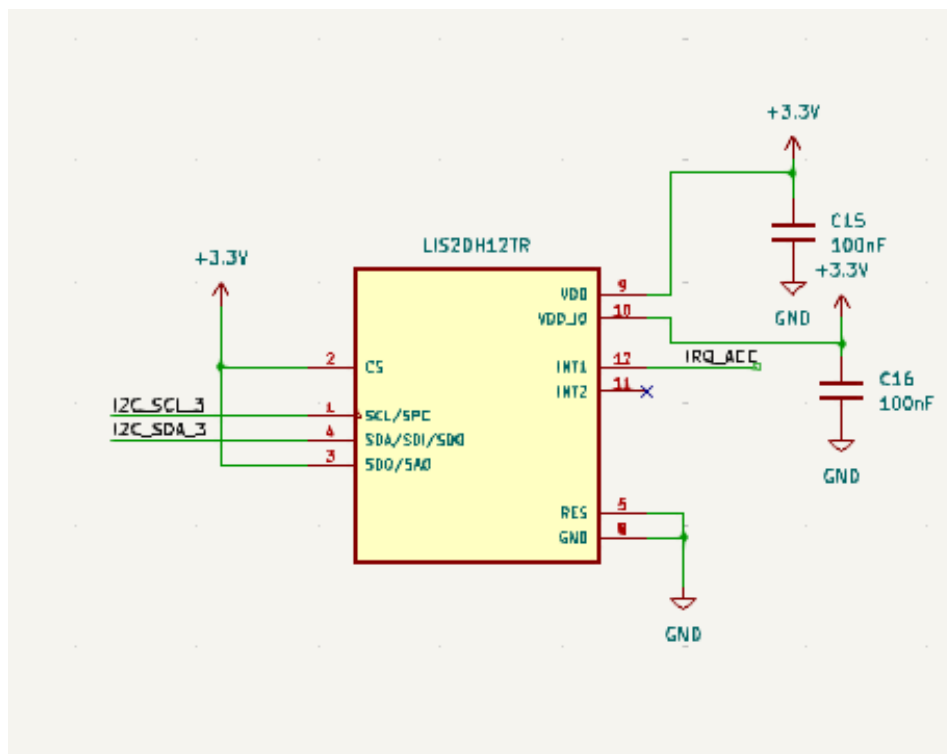 +3.3V
C15
100nF
LIS2DH12TR
+3.3V
+3.3V
9
VDD
GND
10
VDD_IO
2
CS
12
INT1
IRQ_ACC
11
INT2
C16
100nF
I2C_SCL_3
1
SCL/SPC
I2C_SDA_3
4
SDA/SDI/SDO
3
SDO/SA0
GND
RES
5
GND
GND